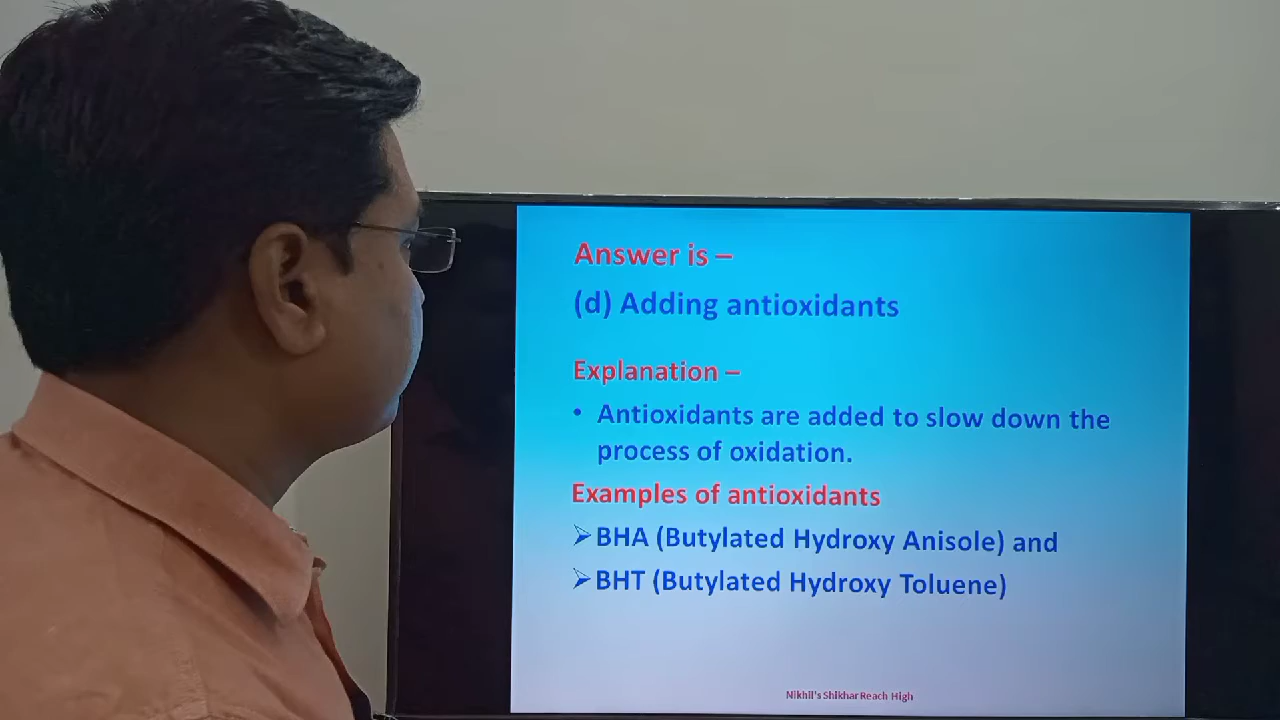 Answer is –
(d) Adding antioxidants
Explanation –
• Antioxidants are added to slow down the
process of oxidation.
Examples of antioxidants
➢ BHA (Butylated Hydroxy Anisole) and
➢ BHT (Butylated Hydroxy Toluene)
Nikhil's Shikhar Reach High